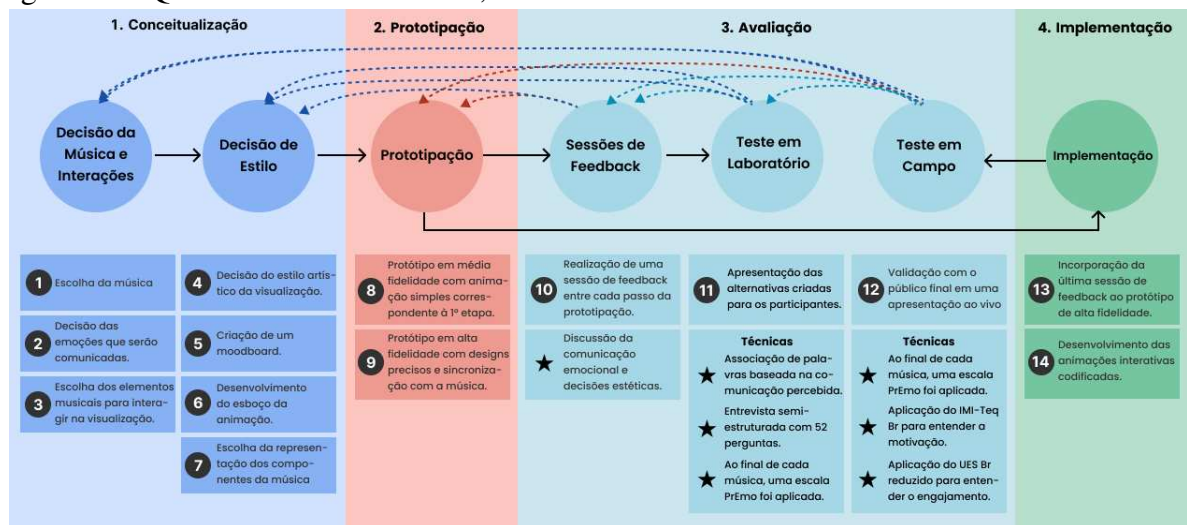 1. Conceitualização
2. Prototipação
3. Avaliação
4. Implementação
Decisão da
Música e
Interações
Decisão de
Estilo
Prototipação
Sessões de
Feedback
Teste em
Laboratório
Teste em
Campo
Implementação
1
Escolha da música
2
Decisão das
emoções que serão
comunicadas.
3
Escolha dos elementos
musicais para intera-
gir na visualização.
4
Decisão do estilo artís-
tico da visualização.
5
Criação de um
moodboard.
6
Desenvolvimento
do esboço da
animação.
7
Escolha da represen-
tação dos compo-
nentes da música
8
Protótipo em média
fidelidade com anima-
ção simples corres-
pondente à 1ª etapa.
9
Protótipo em alta
fidelidade com designs
precisos e sincroniza-
ção com a música.
10
Realização de uma
sessão de feedback
entre cada passo da
prototipação.
Discussão da
comunicação
emocional e
decisões estéticas.
11
Apresentação das
alternativas criadas
para os participantes.
Técnicas
Associação de pala-
vras baseada na co-
municação percebida.
Entrevista semi-
estruturada com 52
perguntas.
Ao final de cada
música, uma escala
PrEmo foi aplicada.
12
Validação com o
público final em uma
apresentação ao vivo
Técnicas
Ao final de cada
música, uma escala
PrEmo foi aplicada.
Aplicação do IMI-Teq
Br para entender a
motivação.
Aplicação do UES Br
reduzido para enten-
der o engajamento.
13
Incorporação da
última sessão de
feedback ao protótipo
de alta fidelidade.
14
Desenvolvimento das
animações interativas
codificadas.